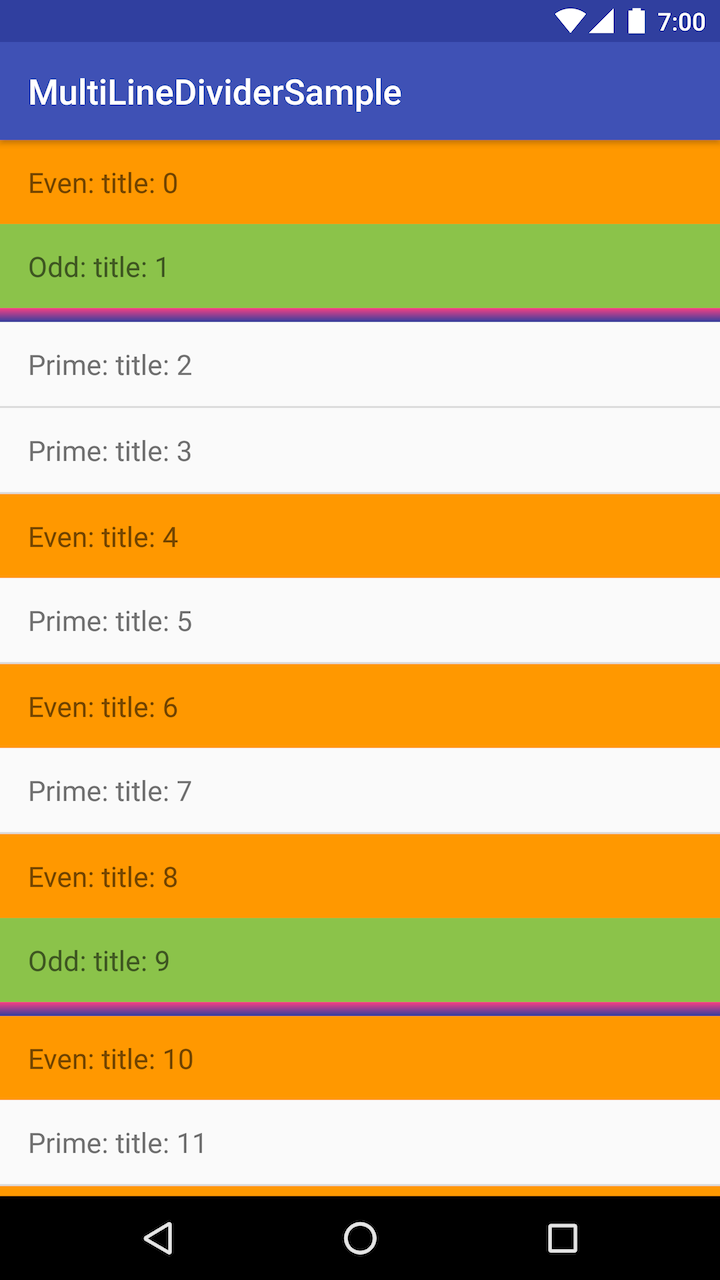 7:00
MultiLineDividerSample
Even: title: 0
Odd: title: 1
Prime: title: 2
Prime: title: 3
Even: title: 4
Prime: title: 5
Even: title: 6
Prime: title: 7
Even: title: 8
Odd: title: 9
Even: title: 10
Prime: title: 11